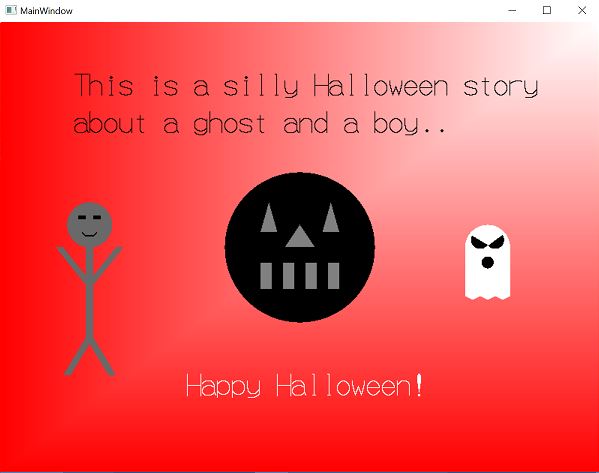 MainWindow
This is a silly Halloween story
about a ghost and a boy..
Happy Halloween!